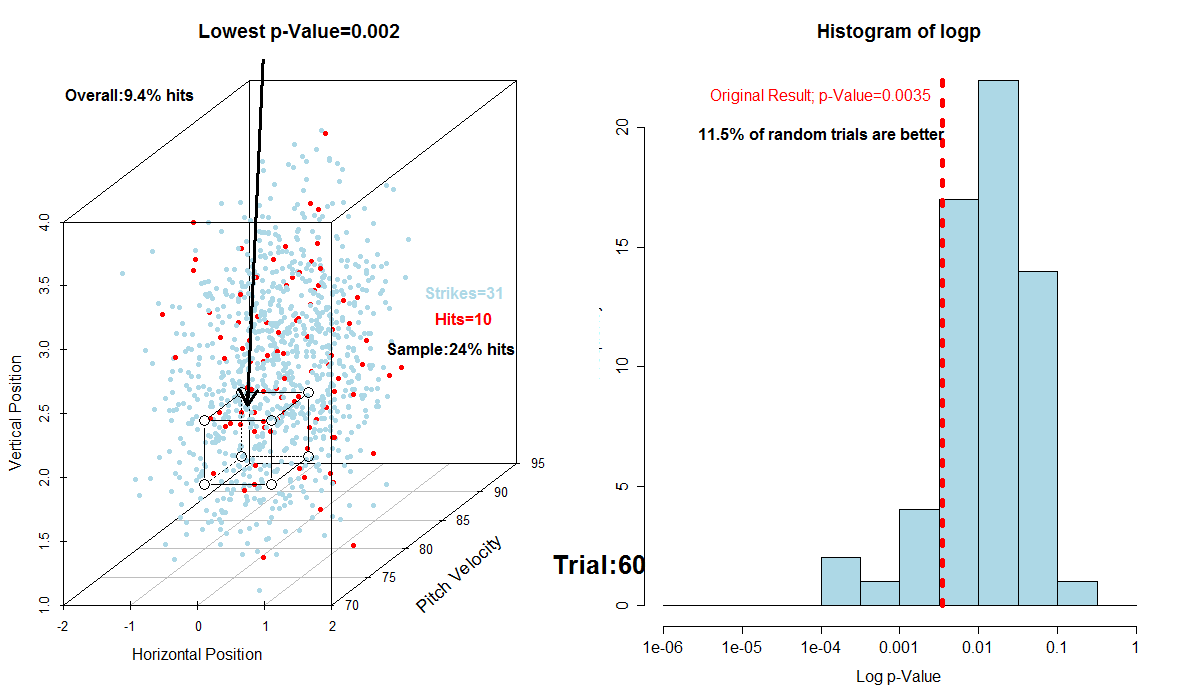 Lowest p-Value=0.002
Overall:9.4% hits
Strikes=31
Hits=10
Sample:24% hits
Vertical Position
4.0
3.5
3.0
2.5
2.0
1.5
1.0
-2
-1
0
1
2
Horizontal Position
70
75
80
85
90
95
Pitch Velocity
Trial:60
Histogram of logp
Original Result; p-Value=0.0035
11.5% of random trials are better
20
15
10
5
0
1e-06
1e-05
1e-04
0.001
0.01
0.1
1
Log p-Value